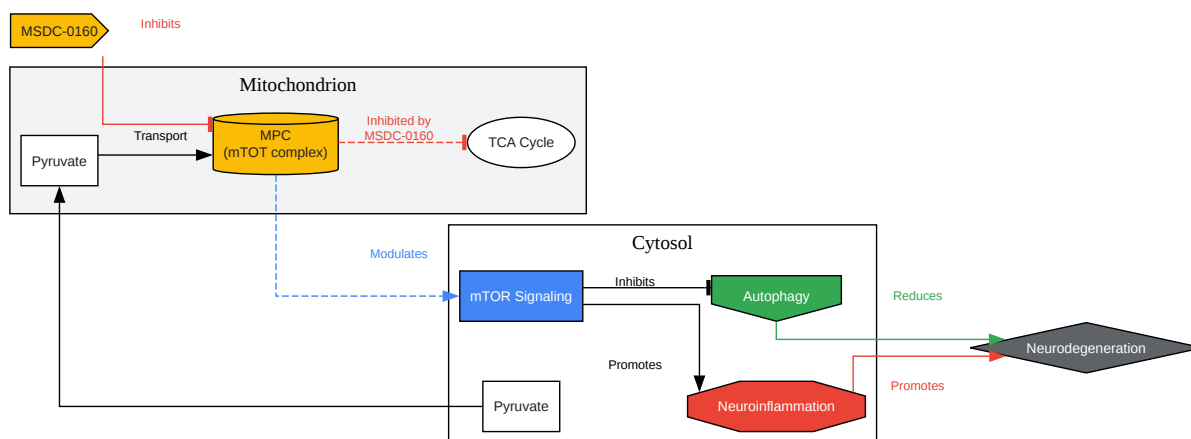 MSDC-0160
Inhibits
Mitochondrion
Pyruvate
Transport
MPC
(mTOT complex)
Inhibited by
MSDC-0160
TCA Cycle
Modulates
Cytosol
mTOR Signaling
Inhibits
Autophagy
Reduces
Neurodegeneration
Promotes
Promotes
Pyruvate
Neuroinflammation